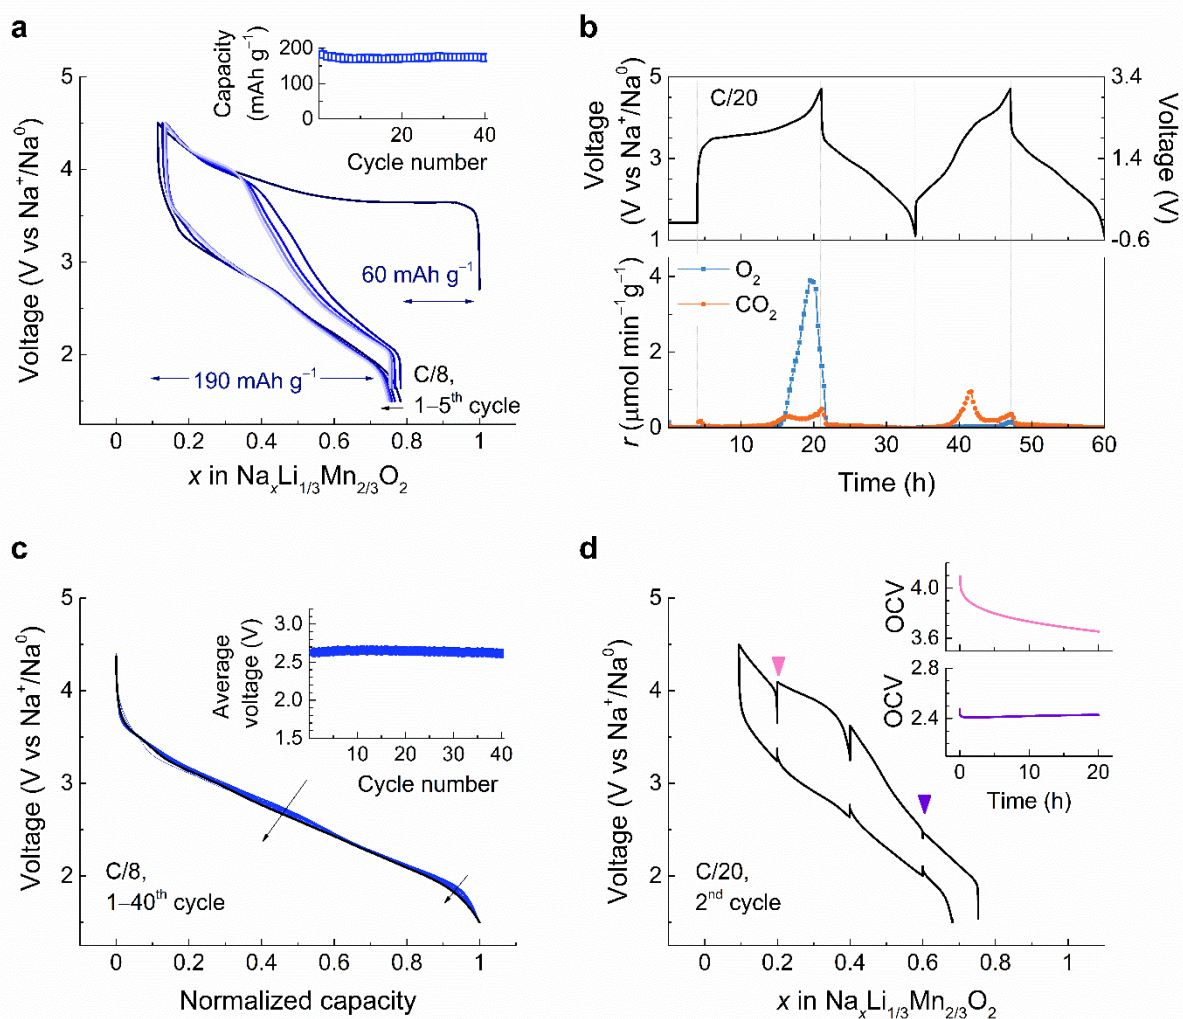 a
200
100
0
Capacity
(mAh g⁻¹)
20
40
Cycle number
5
4
3
2
Voltage (V vs Na⁺/Na⁰)
60 mAh g⁻¹
190 mAh g⁻¹
C/8,
1–5ᵗʰ cycle
0
0.2
0.4
0.6
0.8
1
x in NaₓLi₁/₃Mn₂/₃O₂
b
5
3
1
Voltage
(V vs Na⁺/Na⁰)
C/20
3.4
1.4
-0.6
Voltage
(V)
4
2
0
r (μmol min⁻¹g⁻¹)
O₂
CO₂
10
20
30
40
50
60
Time (h)
c
5
4
3
2
Voltage (V vs Na⁺/Na⁰)
3.0
2.5
2.0
1.5
Average
voltage (V)
10
20
30
40
Cycle number
C/8,
1–40ᵗʰ cycle
0
0.2
0.4
0.6
0.8
1
Normalized capacity
d
5
4
3
2
Voltage (V vs Na⁺/Na⁰)
4.0
3.6
OCV
2.8
2.4
OCV
0
20
Time (h)
C/20,
2ⁿᵈ cycle
0
0.2
0.4
0.6
0.8
1
x in NaₓLi₁/₃Mn₂/₃O₂